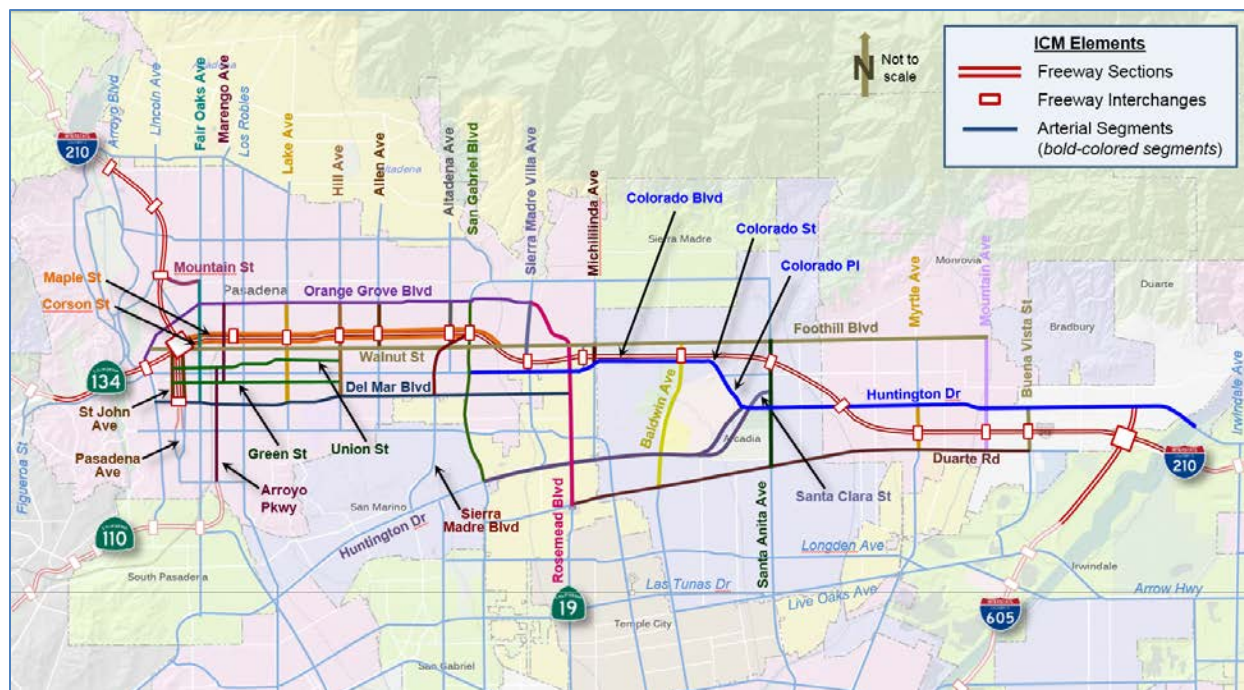 ICM Elements
Freeway Sections
Freeway Interchanges
Arterial Segments
(bold-colored segments)
N
Not to
scale
Arroyo Blvd
Lincoln Ave
Fair Oaks Ave
Marengo Ave
Los Robles
Lake Ave
Hill Ave
Allen Ave
Altadena Ave
San Gabriel Blvd
Sierra Madre Villa Ave
Michililinda Ave
Altadena
210
Colorado Blvd
Colorado St
Colorado Pl
Sierra Madre
Monrovia
Duarte
Bradbury
Myrtle Ave
Mountain Ave
Buena Vista St
Maple St
Corson St
Mountain St
Pasadena
Orange Grove Blvd
Foothill Blvd
Walnut St
134
Del Mar Blvd
Huntington Dr
Irwindale Ave
St John
Ave
Pasadena
Ave
Green St
Union St
Baldwin Ave
Arcadia
Duarte Rd
210
Figueroa St
Arroyo
Pkwy
San Marino
Huntington Dr
Sierra
Madre Blvd
Rosemead Blvd
Santa Clara St
Santa Anita Ave
110
South Pasadena
Longden Ave
Las Tunas Dr
Live Oaks Ave
Irwindale
Arrow Hwy
19
Temple City
605
San Gabriel